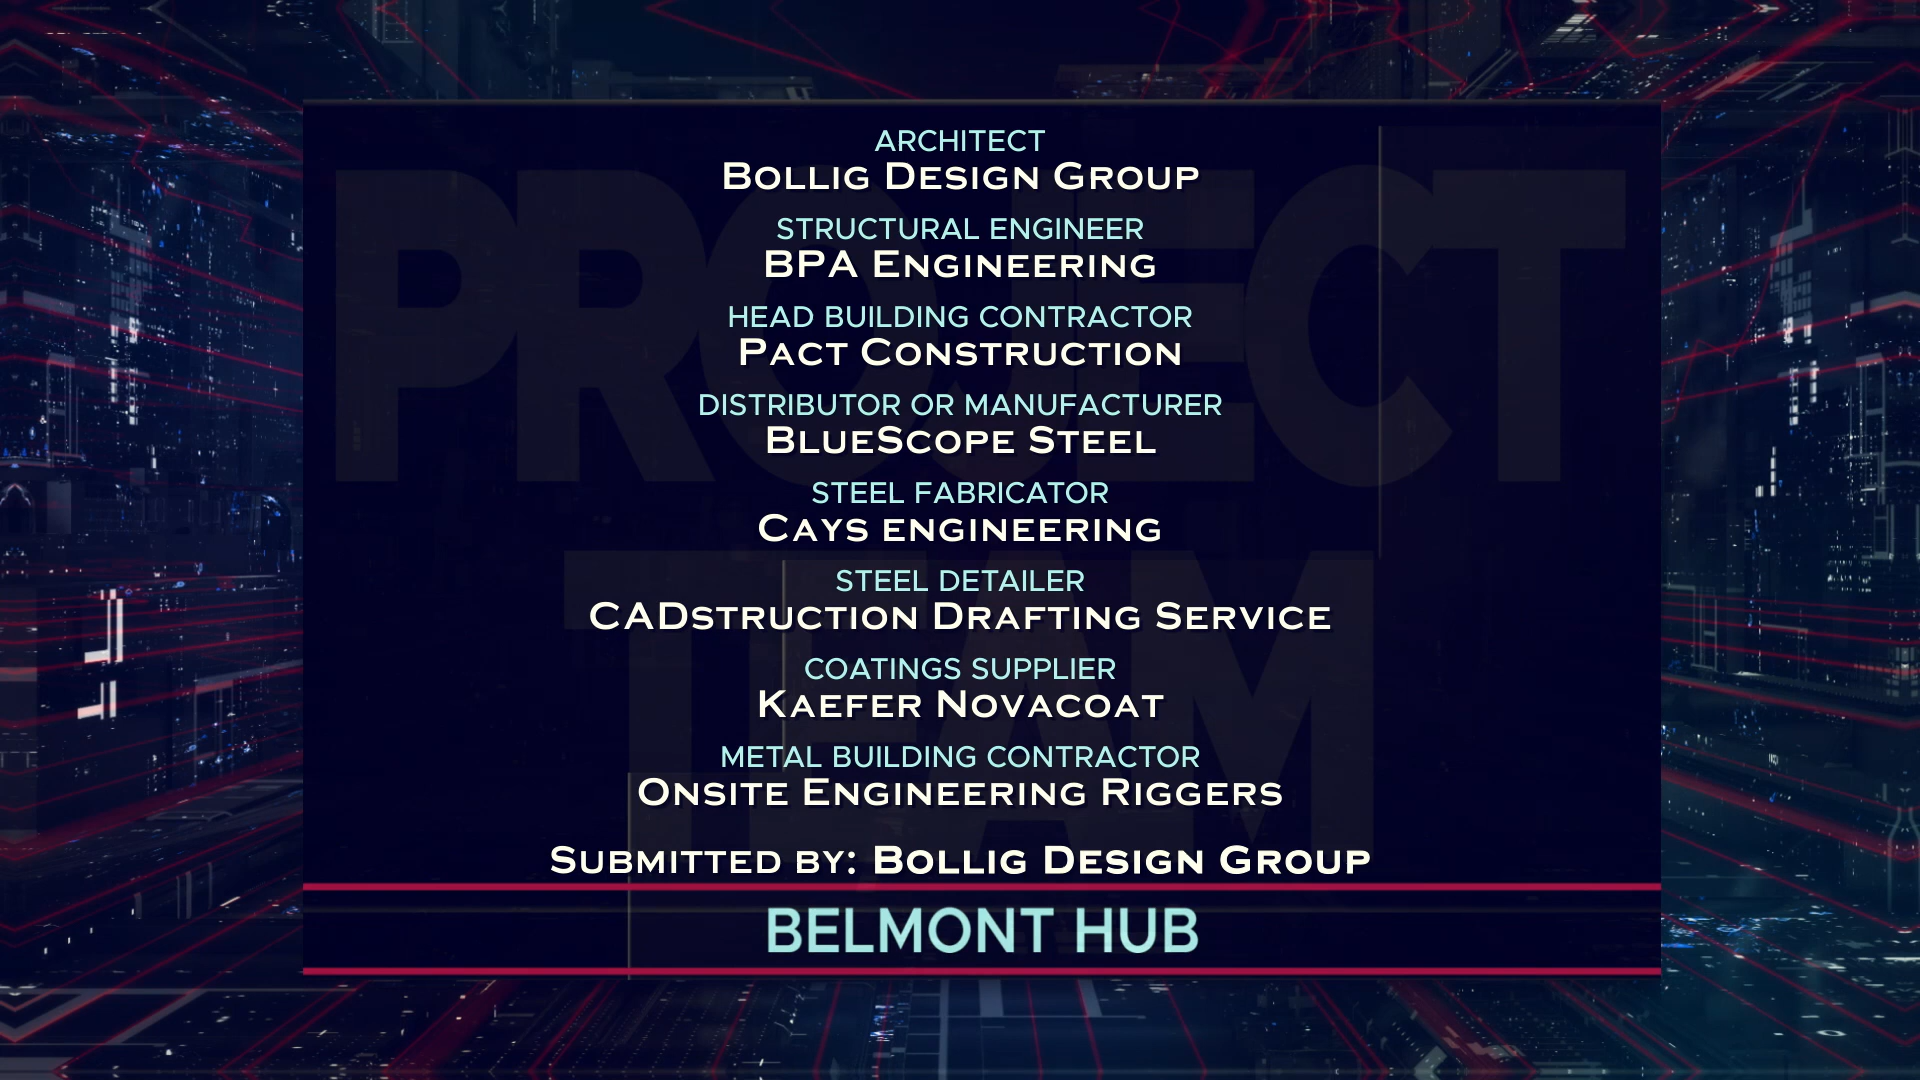 PROJECT
TEAM
ARCHITECT
BOLLIG DESIGN GROUP
STRUCTURAL ENGINEER
BPA ENGINEERING
HEAD BUILDING CONTRACTOR
PACT CONSTRUCTION
DISTRIBUTOR OR MANUFACTURER
BLUESCOPE STEEL
STEEL FABRICATOR
CAYS ENGINEERING
STEEL DETAILER
CADSTRUCTION DRAFTING SERVICE
COATINGS SUPPLIER
KAEFER NOVACOAT
METAL BUILDING CONTRACTOR
ONSITE ENGINEERING RIGGERS
SUBMITTED BY: BOLLIG DESIGN GROUP
BELMONT HUB